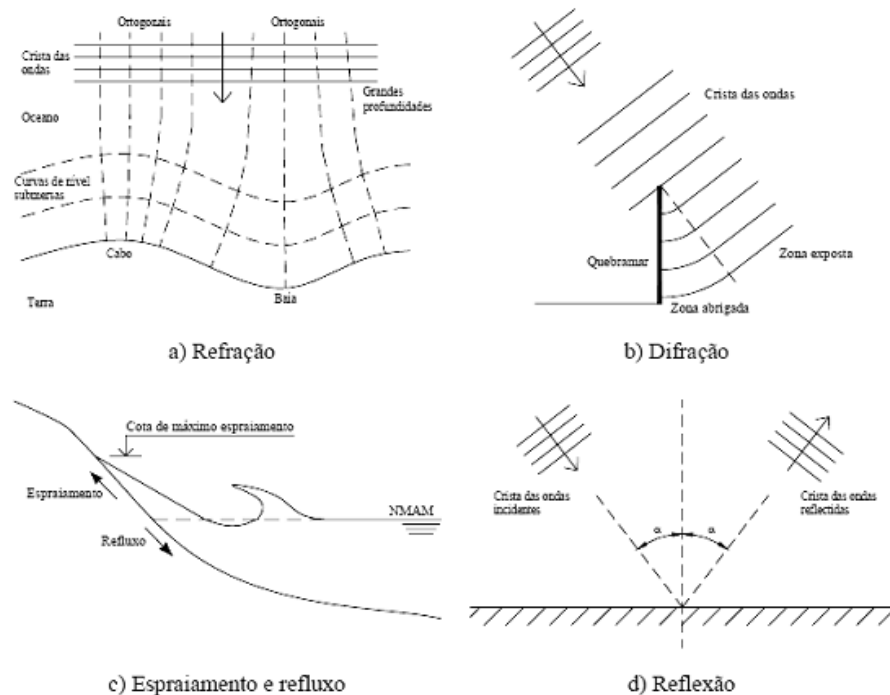 Ortogonais
Ortogonais
Crista das
ondas
Grandes
profundidades
Oceano
Curvas de nível
submersas
Cabo
Baia
Terra
a) Refração
Crista das ondas
Quebramar
Zona exposta
Zona abrigada
b) Difração
Cota de máximo espraiamento
Espraiamento
NMAM
Refluxo
c) Espraiamento e refluxo
Crista das ondas
incidentes
Crista das ondas
reflectidas
α
α
d) Reflexão